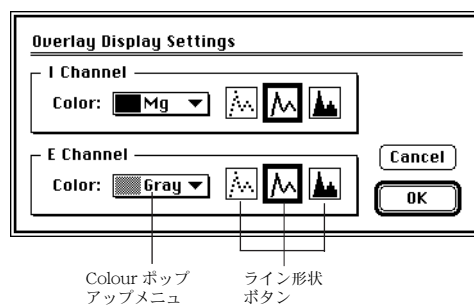 Overlay Display Settings
I Channel
Color: Mg
E Channel
Color: Gray
Cancel
OK
Colour ポップ
アップメニュ
ライン形状
ボタン